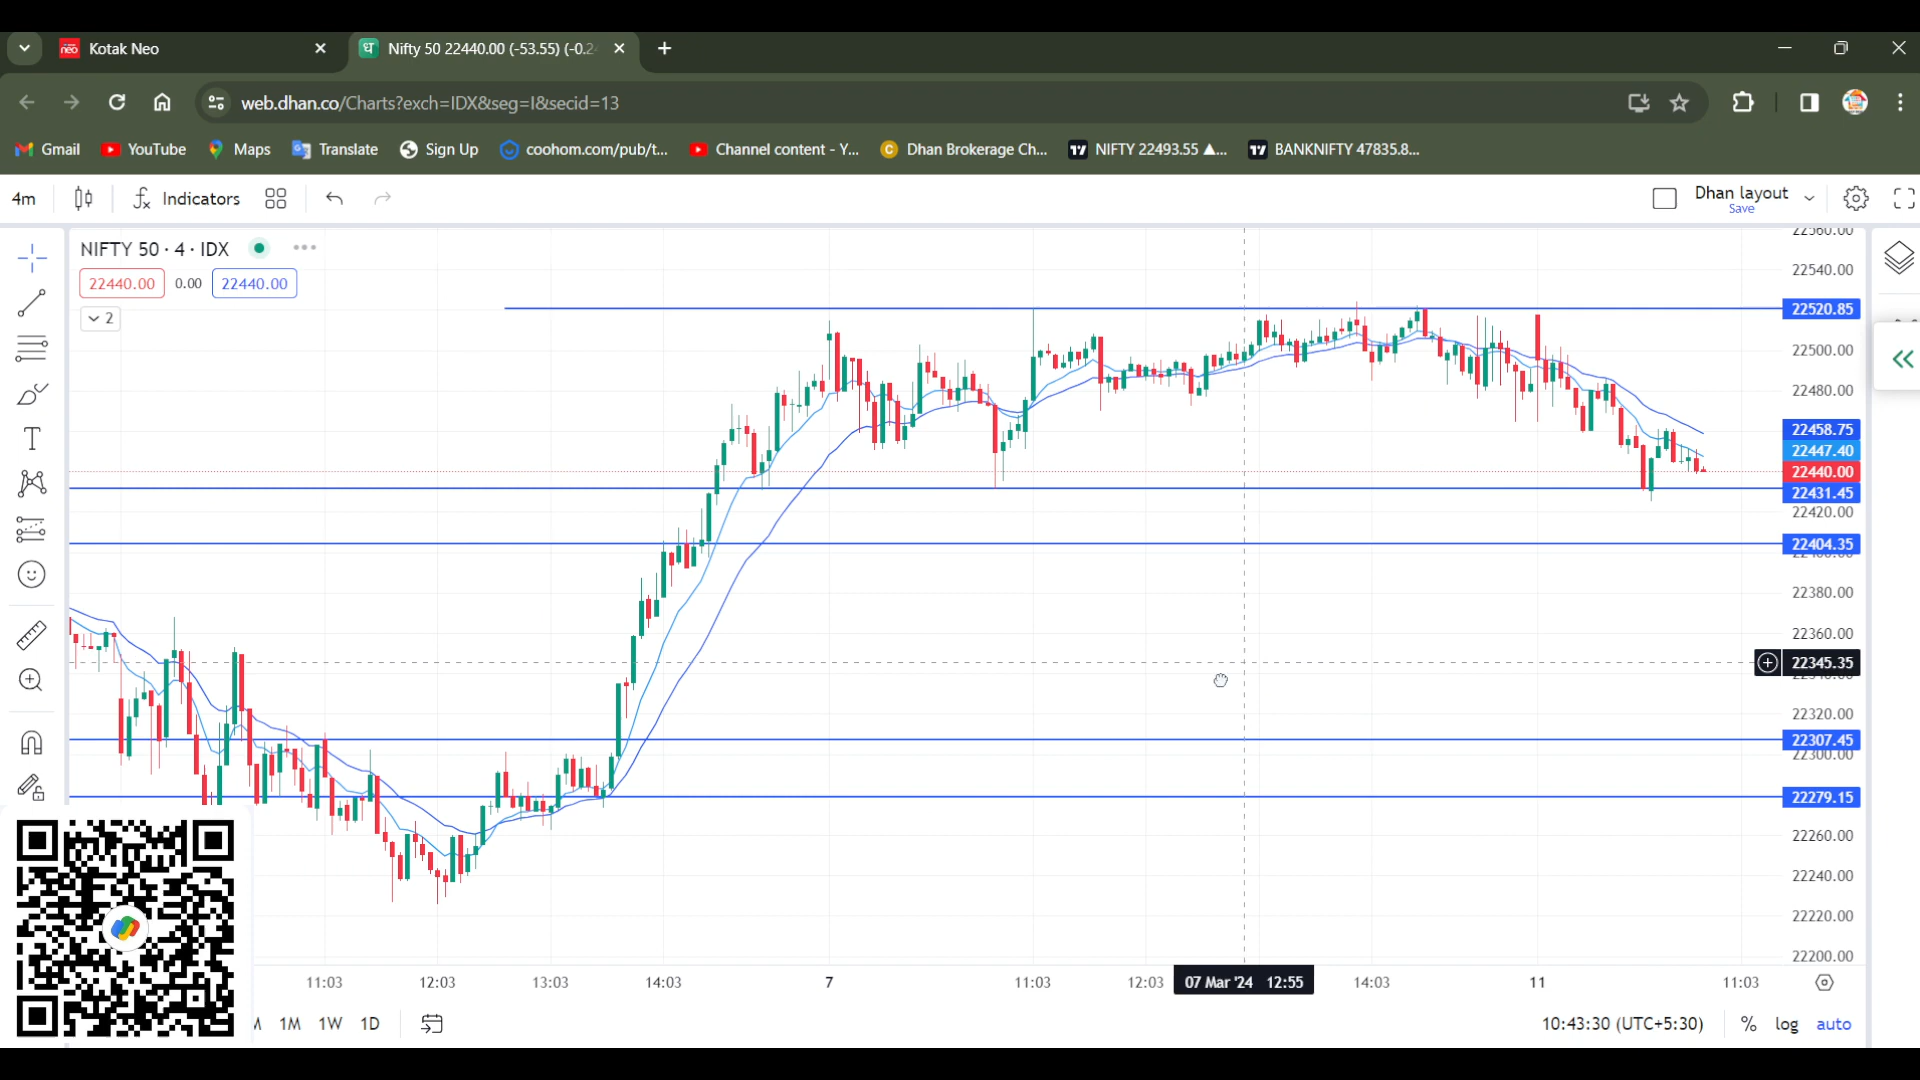 neo Kotak Neo
Nifty 50 22440.00 (-53.55) (-0.24
web.dhan.co/Charts?exch=IDX&seg=I&secid=13
Gmail YouTube Maps Translate Sign Up coohom.com/pub/t... Channel content - Y... Dhan Brokerage Ch... NIFTY 22493.55 ▲... BANKNIFTY 47835.8...
4m Indicators Dhan layout
Save
NIFTY 50 · 4 · IDX
22440.00 0.00 22440.00
2
22560.00
22540.00
22520.85
22500.00
22480.00
22458.75
22447.40
22440.00
22431.45
22420.00
22404.35
22400.00
22380.00
22360.00
22345.35
22340.00
22320.00
22307.45
22300.00
22279.15
22260.00
22240.00
22220.00
22200.00
11:03 12:03 13:03 14:03 7 11:03 12:03 07 Mar '24 12:55 14:03 11 11:03
1M 1W 1D
10:43:30 (UTC+5:30) % log auto